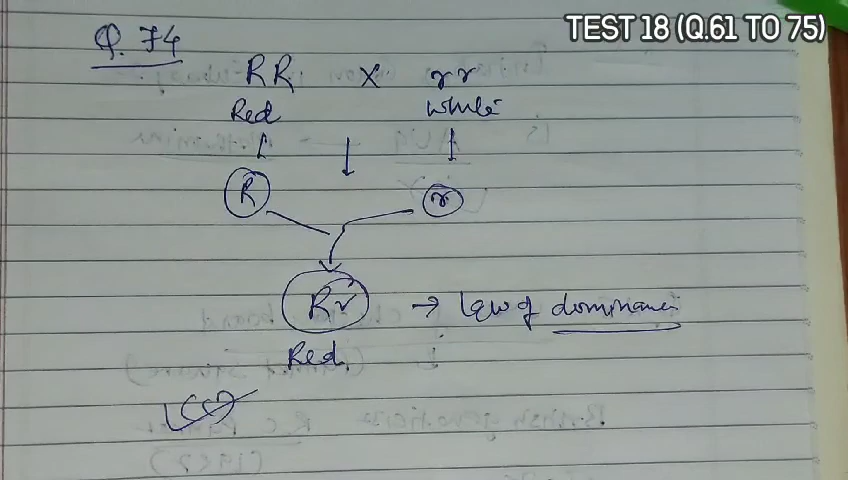 TEST 18 (Q.61 TO 75)
Q. 74
RR × rr
Red white
R r
Rr → law of dominance
Red.
(C)